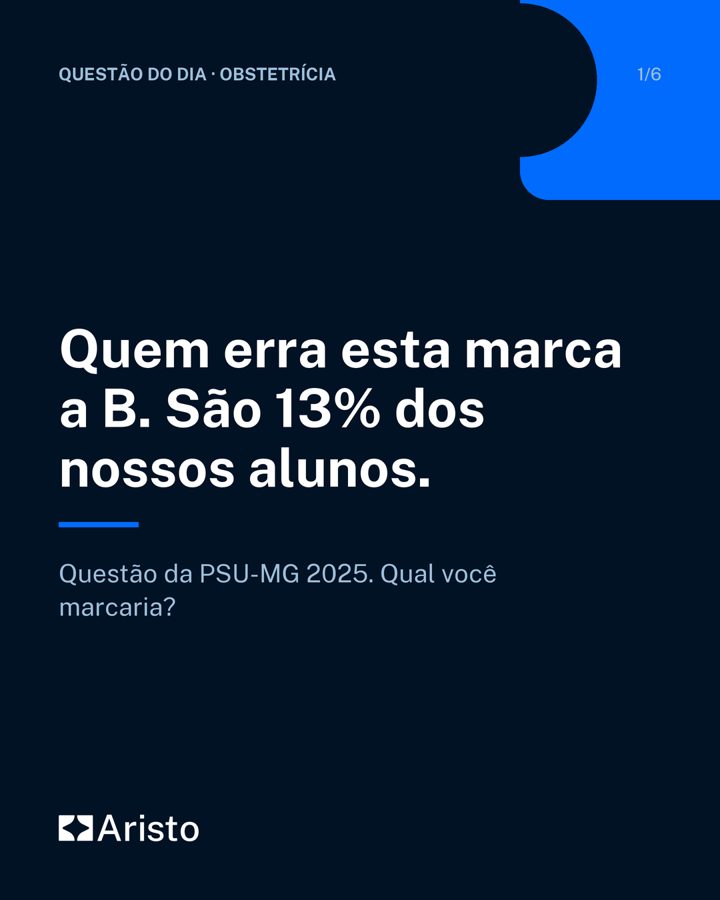 QUESTÃO DO DIA · OBSTETRÍCIA
1/6
Quem erra esta marca
a B. São 13% dos
nossos alunos.
Questão da PSU-MG 2025. Qual você
marcaria?
Aristo